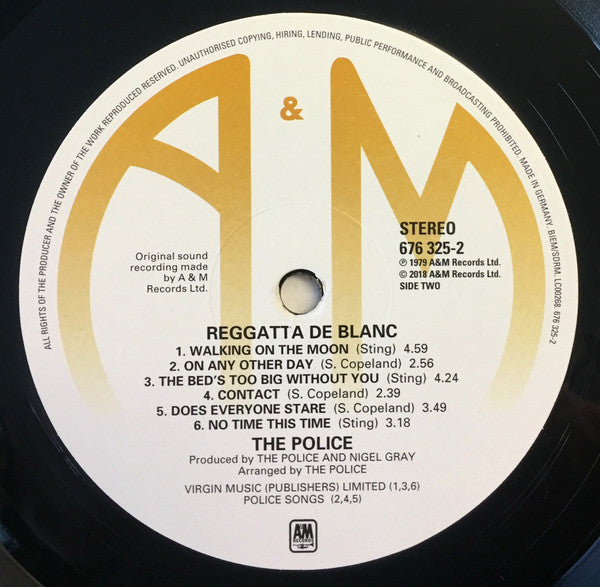 ALL RIGHTS OF THE PRODUCER AND THE OWNER OF THE WORK REPRODUCED RESERVED. UNAUTHORISED COPYING, HIRING, LENDING, PUBLIC PERFORMANCE AND BROADCASTING PROHIBITED. MADE IN GERMANY. BIEM/SDRM. LC00268. 676 325-2
A & M
STEREO
676 325-2
℗ 1979 A&M Records Ltd.
© 2018 A&M Records Ltd.
SIDE TWO
Original sound
recording made
by A & M
Records Ltd.
REGGATTA DE BLANC
1. WALKING ON THE MOON (Sting) 4.59
2. ON ANY OTHER DAY (S. Copeland) 2.56
3. THE BED'S TOO BIG WITHOUT YOU (Sting) 4.24
4. CONTACT (S. Copeland) 2.39
5. DOES EVERYONE STARE (S. Copeland) 3.49
6. NO TIME THIS TIME (Sting) 3.18
THE POLICE
Produced by THE POLICE AND NIGEL GRAY
Arranged by THE POLICE
VIRGIN MUSIC (PUBLISHERS) LIMITED (1,3,6)
POLICE SONGS (2,4,5)
A&M
RECORDS